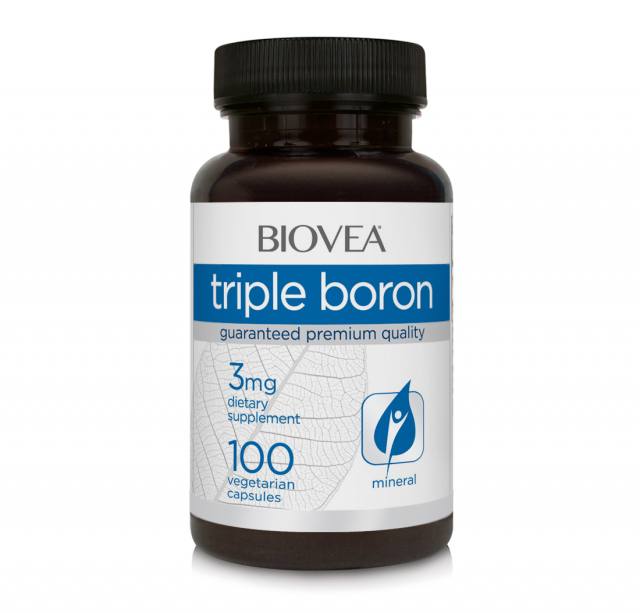 BIOVEA®
triple boron
guaranteed premium quality
3mg
dietary
supplement
100
vegetarian
capsules
mineral